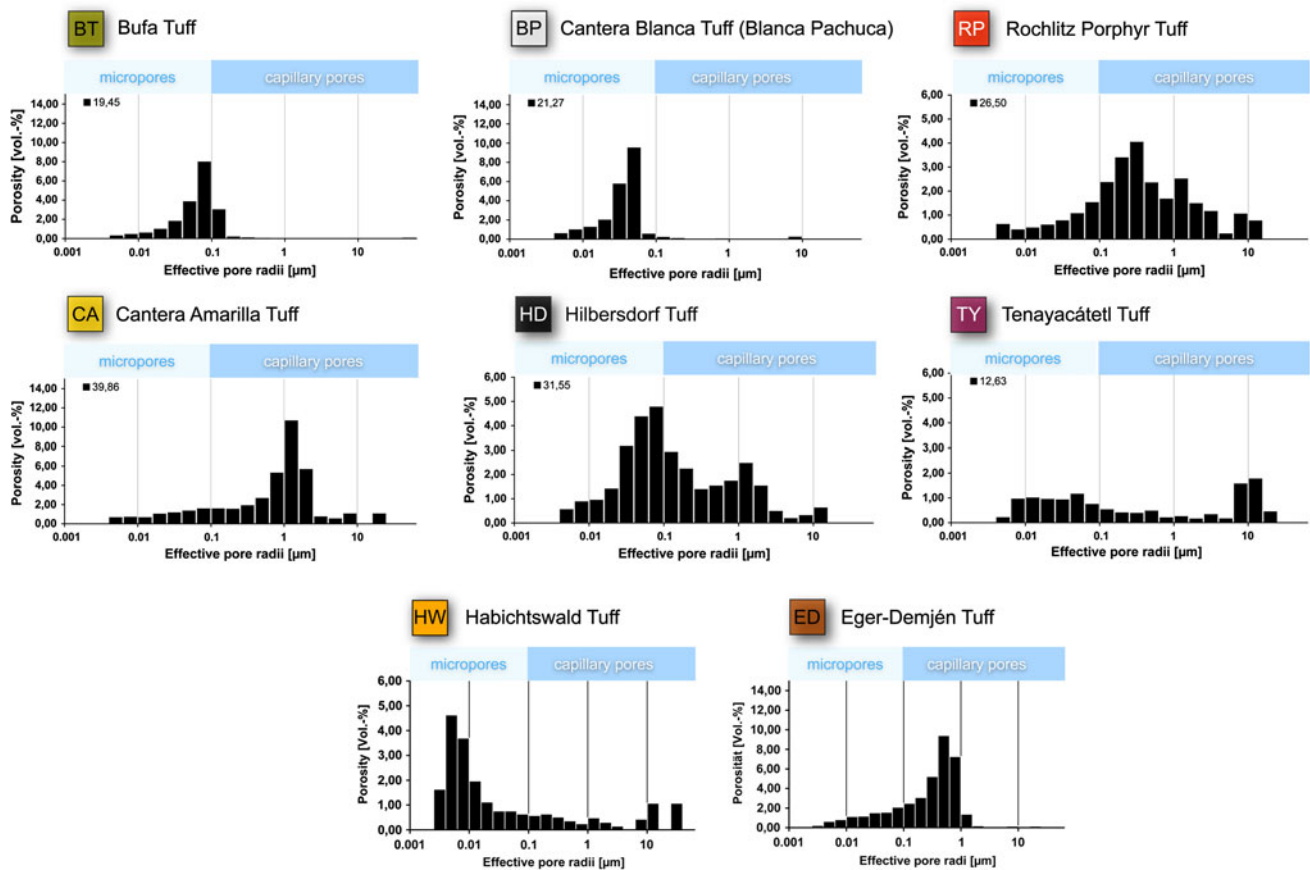 BT Bufa Tuff
micropores capillary pores
Porosity [vol.-%]
14,00
12,00
10,00
8,00
6,00
4,00
2,00
0,00
19,45
0.001 0.01 0.1 1 10
Effective pore radii [µm]
BP Cantera Blanca Tuff (Blanca Pachuca)
micropores capillary pores
Porosity [vol.-%]
14,00
12,00
10,00
8,00
6,00
4,00
2,00
0,00
21,27
0.001 0.01 0.1 1 10
Effective pore radii [µm]
RP Rochlitz Porphyr Tuff
micropores capillary pores
Porosity [vol.-%]
6,00
5,00
4,00
3,00
2,00
1,00
0,00
26,50
0.001 0.01 0.1 1 10
Effective pore radii [µm]
CA Cantera Amarilla Tuff
micropores capillary pores
Porosity [vol.-%]
14,00
12,00
10,00
8,00
6,00
4,00
2,00
0,00
39,86
0.001 0.01 0.1 1 10
Effective pore radii [µm]
HD Hilbersdorf Tuff
micropores capillary pores
Porosity [vol.-%]
6,00
5,00
4,00
3,00
2,00
1,00
0,00
31,55
0.001 0.01 0.1 1 10
Effective pore radii [µm]
TY Tenayacátetl Tuff
micropores capillary pores
Porosity [vol.-%]
6,00
5,00
4,00
3,00
2,00
1,00
0,00
12,63
0.001 0.01 0.1 1 10
Effective pore radii [µm]
HW Habichtswald Tuff
micropores capillary pores
Porosity [Vol.-%]
6,00
5,00
4,00
3,00
2,00
1,00
0,00
0.001 0.01 0.1 1 10
Effective pore radii [µm]
ED Eger-Demjén Tuff
micropores capillary pores
Porosität [Vol.-%]
14,00
12,00
10,00
8,00
6,00
4,00
2,00
0,00
0.001 0.01 0.1 1 10
Effective pore radii [µm]